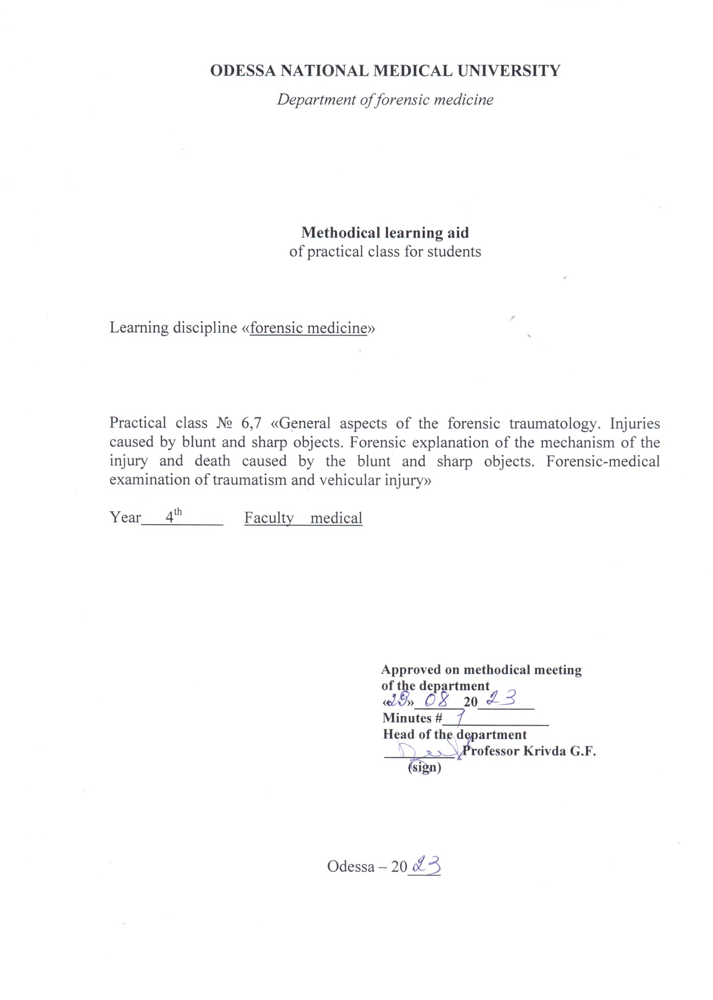 ODESSA NATIONAL MEDICAL UNIVERSITY
Department of forensic medicine
Methodical learning aid
of practical class for students
Learning discipline «forensic medicine»
Practical class № 6,7 «General aspects of the forensic traumatology. Injuries
caused by blunt and sharp objects. Forensic explanation of the mechanism of the
injury and death caused by the blunt and sharp objects. Forensic-medical
examination of traumatism and vehicular injury»
Year 4th Faculty medical
Approved on methodical meeting
of the department
«29» 08 2023
Minutes # 1
Head of the department
Professor Krivda G.F.
(sign)
Odessa – 2023